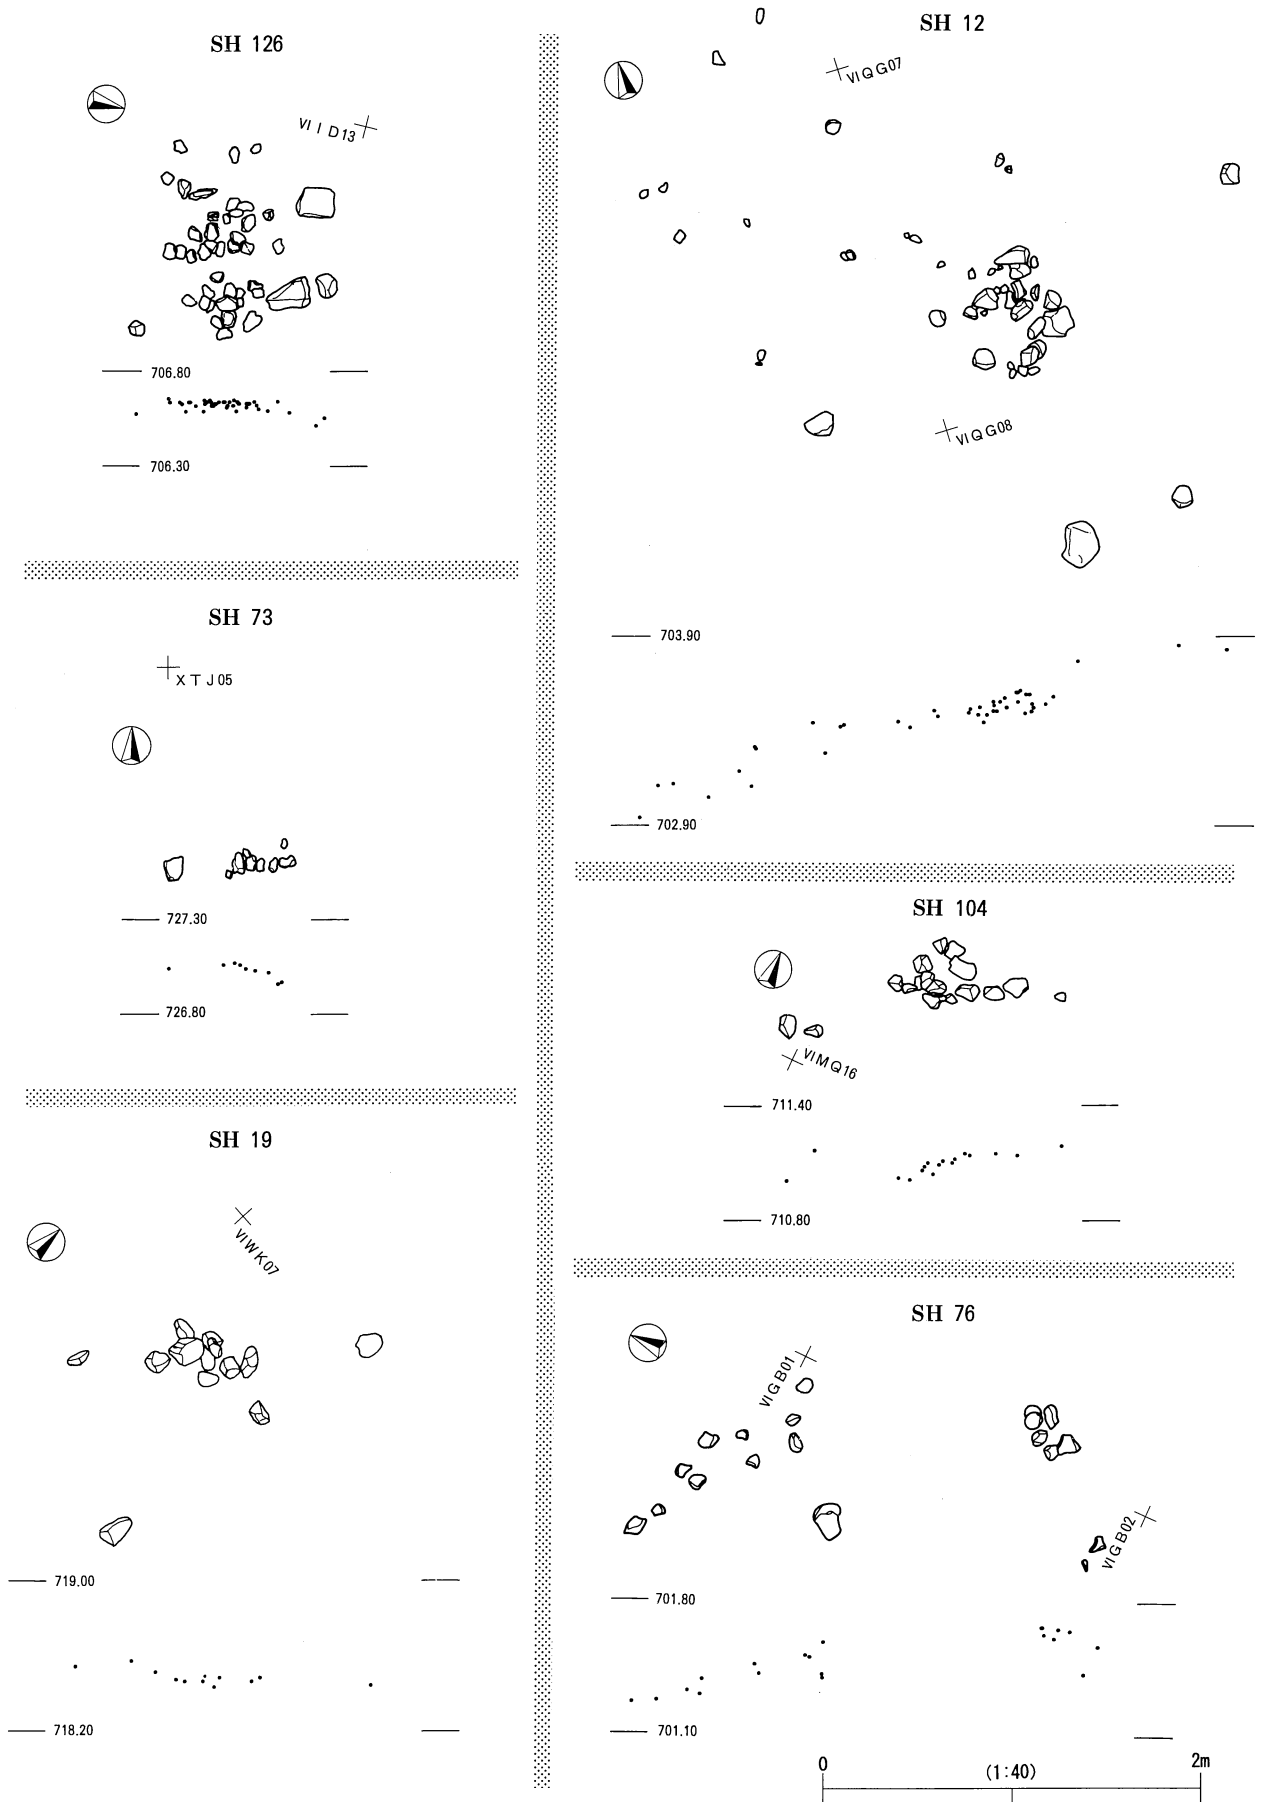 SH 126
VI I D13
706.80
706.30
SH 73
X T J 05
727.30
726.80
SH 19
VIWK07
719.00
718.20
SH 12
VIQG07
VIQG08
703.90
702.90
SH 104
VIMQ16
711.40
710.80
SH 76
VIGB01
VIGB02
701.80
701.10
0 (1:40) 2m